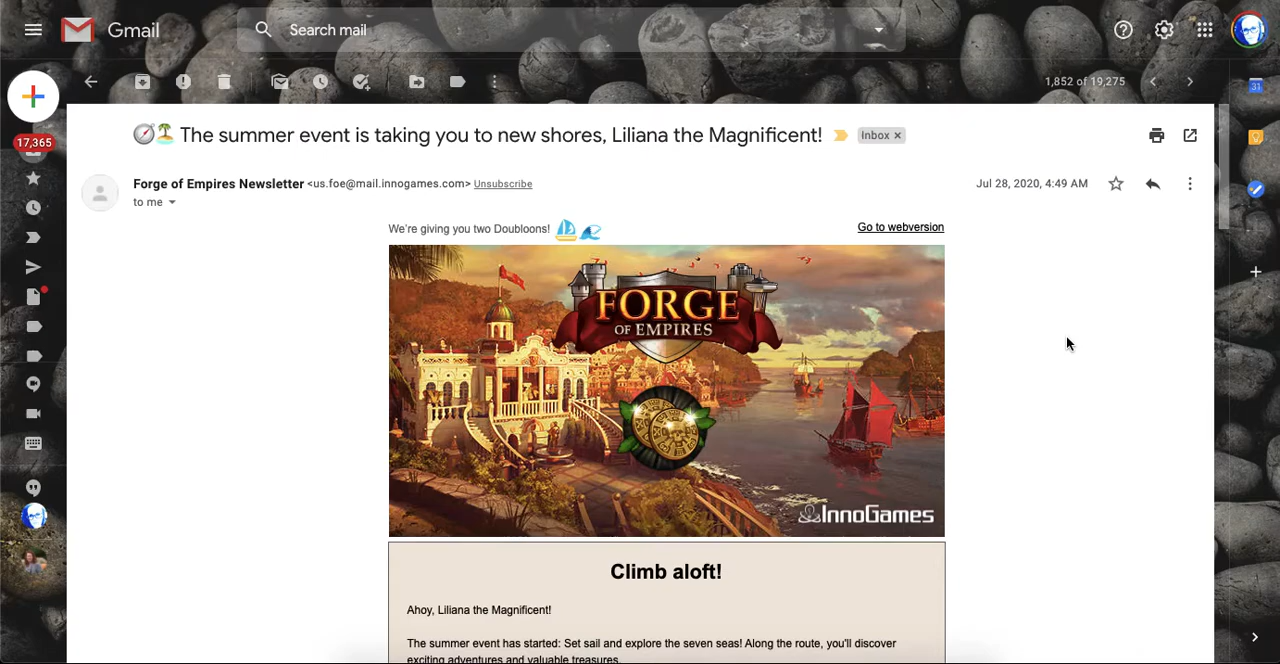 Gmail
Search mail
1,852 of 19,275
31
17,365
The summer event is taking you to new shores, Liliana the Magnificent!
Inbox x
Forge of Empires Newsletter <us.foe@mail.innogames.com> Unsubscribe
Jul 28, 2020, 4:49 AM
to me
We're giving you two Doubloons!
Go to webversion
FORGE
OF EMPIRES
InnoGames
Climb aloft!
Ahoy, Liliana the Magnificent!
The summer event has started: Set sail and explore the seven seas! Along the route, you'll discover
exciting adventures and valuable treasures.